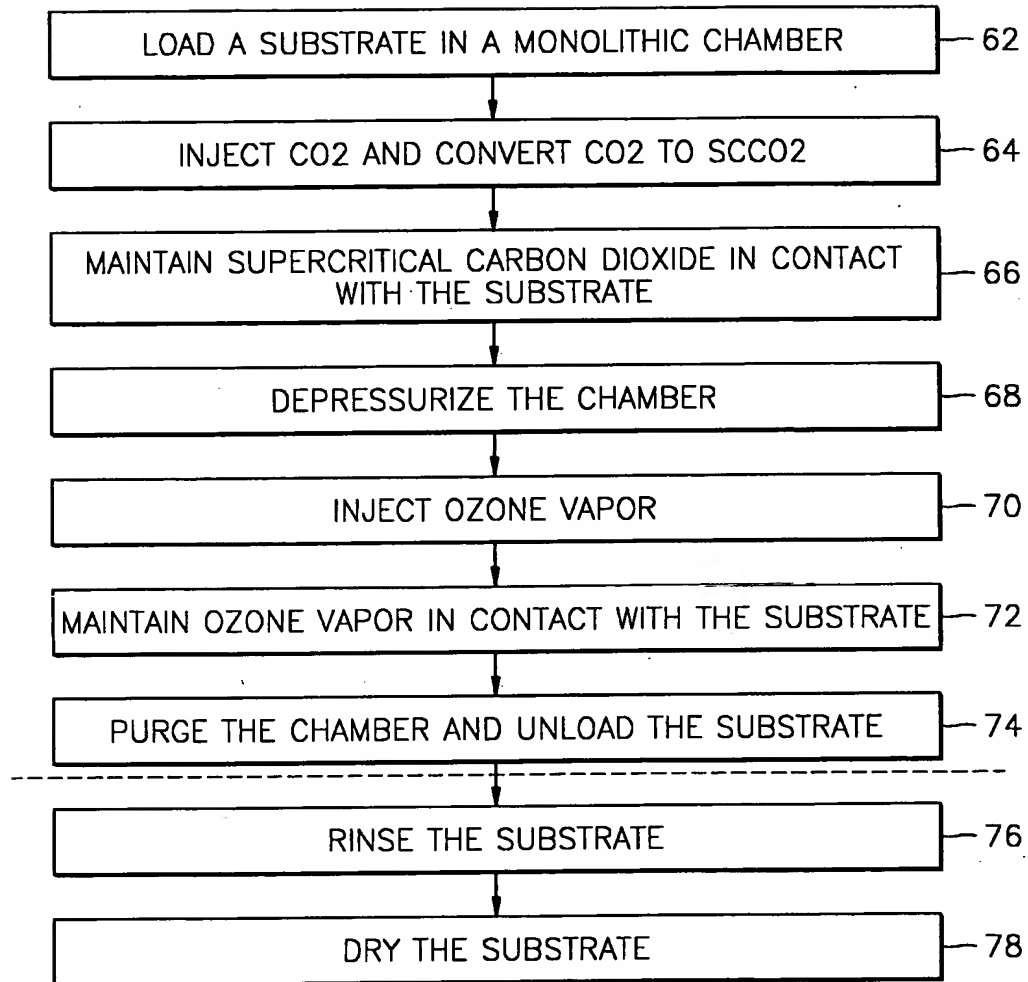 LOAD A SUBSTRATE IN A MONOLITHIC CHAMBER 62
INJECT CO2 AND CONVERT CO2 TO SCCO2 64
MAINTAIN SUPERCRITICAL CARBON DIOXIDE IN CONTACT
WITH THE SUBSTRATE 66
DEPRESSURIZE THE CHAMBER 68
INJECT OZONE VAPOR 70
MAINTAIN OZONE VAPOR IN CONTACT WITH THE SUBSTRATE 72
PURGE THE CHAMBER AND UNLOAD THE SUBSTRATE 74
RINSE THE SUBSTRATE 76
DRY THE SUBSTRATE 78